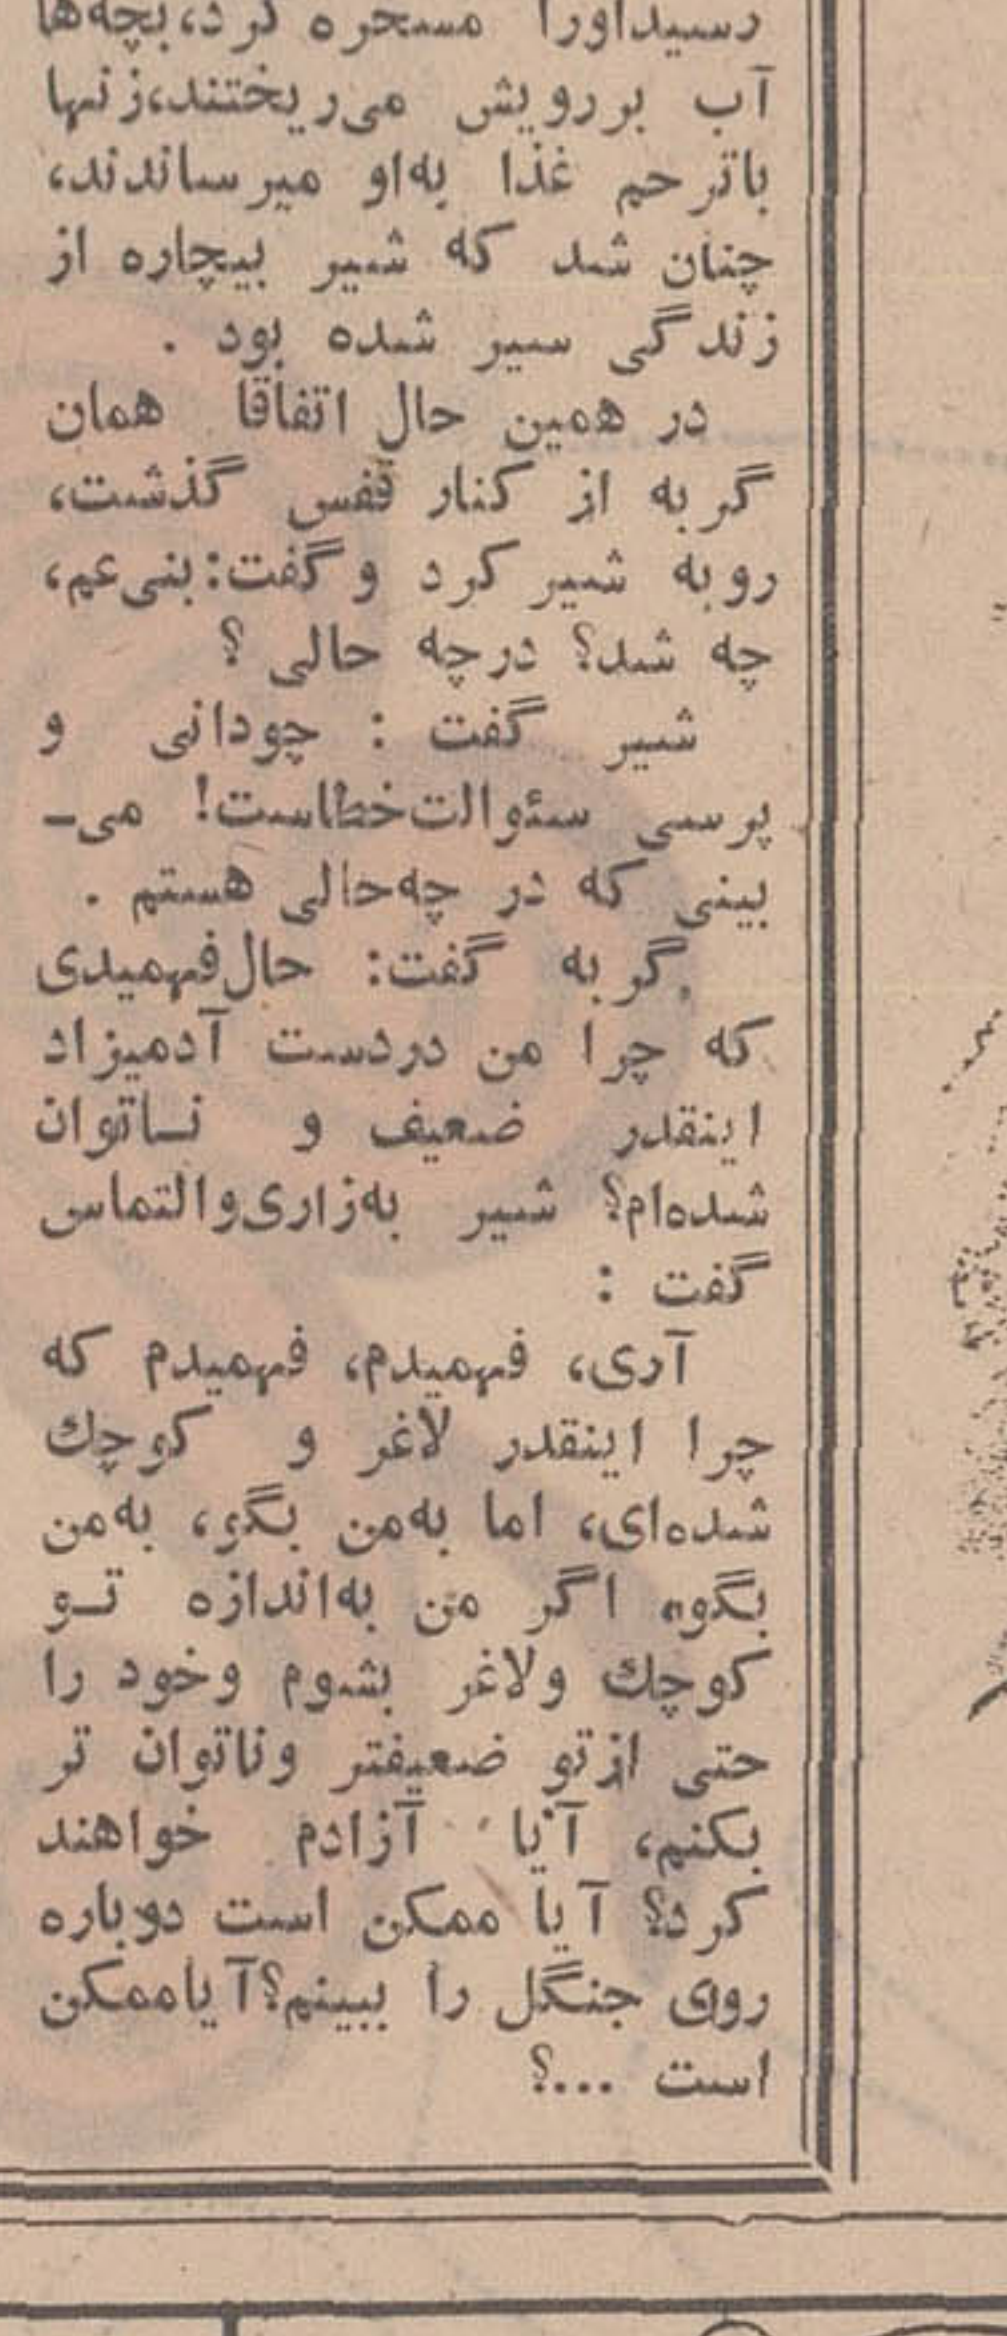 رسیداورا مسخره کرد،بچه‌ها
آب بررویش می‌ریختند،زنها
باترحم غذا به‌او میرساندند،
چنان شد که شیر بیچاره از
زندگی سیر شده بود .
در همین حال اتفاقا همان
گربه از کنار قفس گذشت،
روبه شیر کرد و گفت: بنی‌عم،
چه شد؟ درچه حالی ؟
شیر گفت : چودانی و
پرسی سئوالت‌خطاست! می‌ـ
بینی که در چه‌حالی هستم .
گربه گفت: حال‌فهمیدی
که چرا من دردست آدمیزاد
اینقدر ضعیف و نـاتوان
شده‌ام؟ شیر به‌زاری‌والتماس
گفت :
آری، فهمیدم، فهمیدم که
چرا اینقدر لاغر و کوچك
شده‌ای، اما به‌من بگو، به‌من
بگو، اگر من به‌اندازه تـو
کوچك ولاغر بشوم وخود را
حتی ازتو ضعیفتر وناتوان تر
بکنم، آیا آزادم خواهند
کرد؟ آیا ممکن است دوباره
روی جنگل را ببینم؟آیاممکن
است ...؟